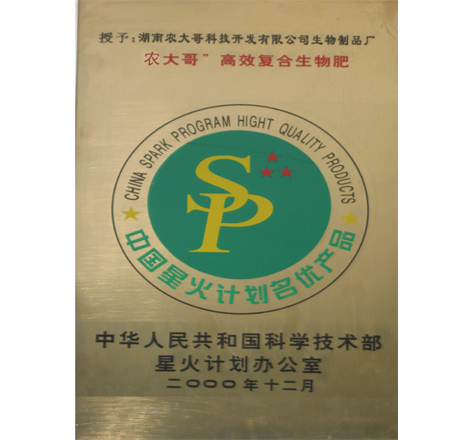 授予：湖南农大哥科技开发有限公司生物制品厂
农大哥”高效复合生物肥
CHINA SPARK PROGRAM HIGHT QUALITY PRODUCTS
SP
中国星火计划名优产品
中华人民共和国科学技术部
星火计划办公室
二〇〇〇年十二月